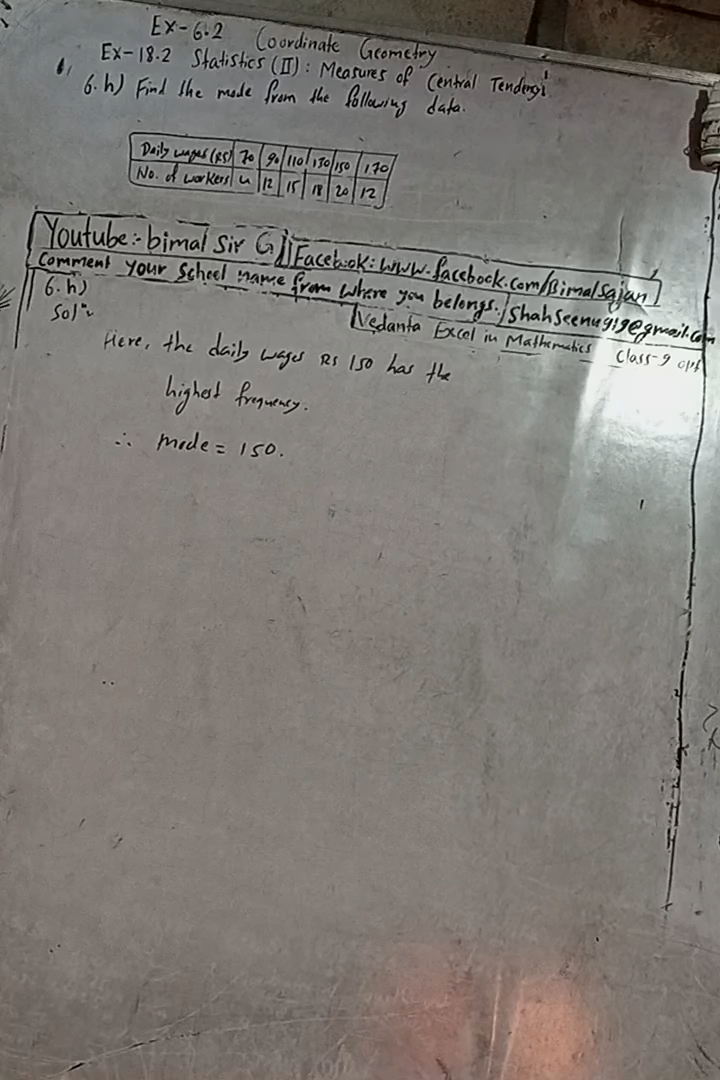 Ex-6.2 Coordinate Geometry
Ex-18.2 Statistics (II): Measures of Central Tendency
6.h) Find the mode from the following data.
Daily wages (RS) 70 90 110 130 150 170
No. of workers 4 12 15 18 20 12
Youtube:- bimal Sir G || Facebook: www.facebook.com/Bimalsajan
Comment your School name from where you belongs. / shahseenu919@gmail.com
6.h) Vedanta Excel in Mathematics Class-9 opt
Solⁿ
Here, the daily wages RS 150 has the
highest frequency.
∴ mode = 150.